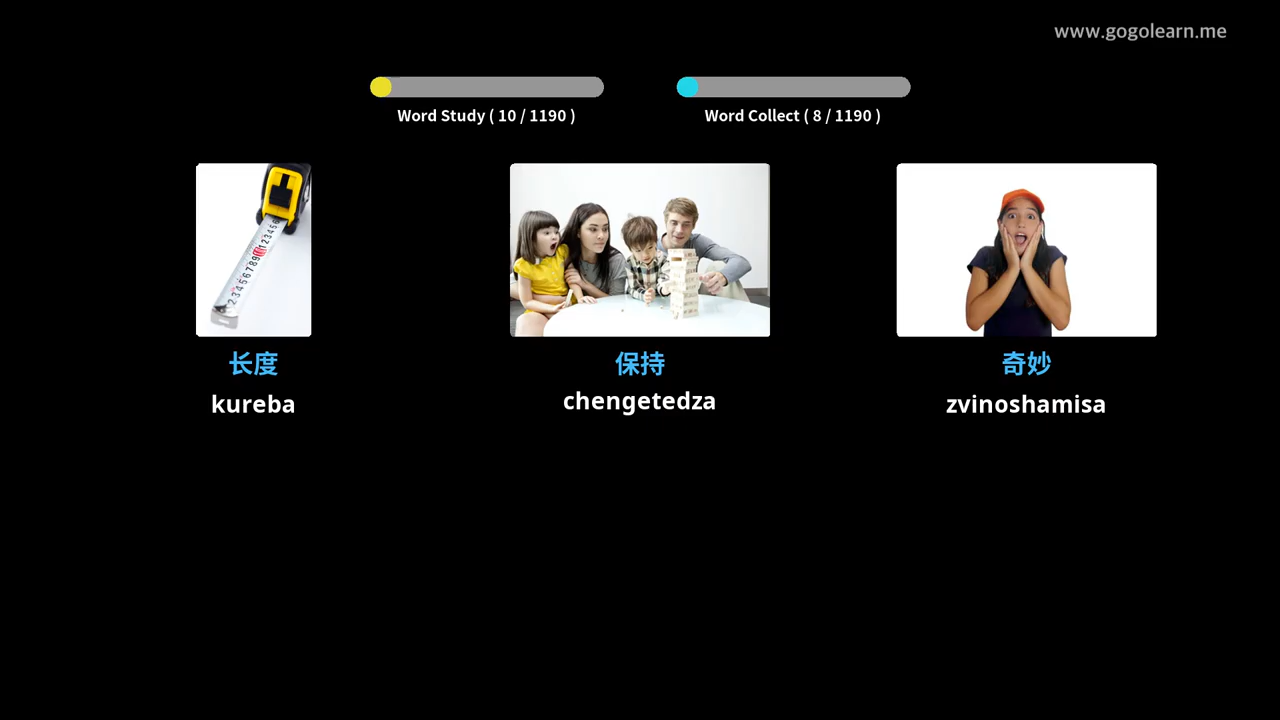 www.gogolearn.me
Word Study ( 10 / 1190 )
Word Collect ( 8 / 1190 )
长度
kureba
保持
chengetedza
奇妙
zvinoshamisa